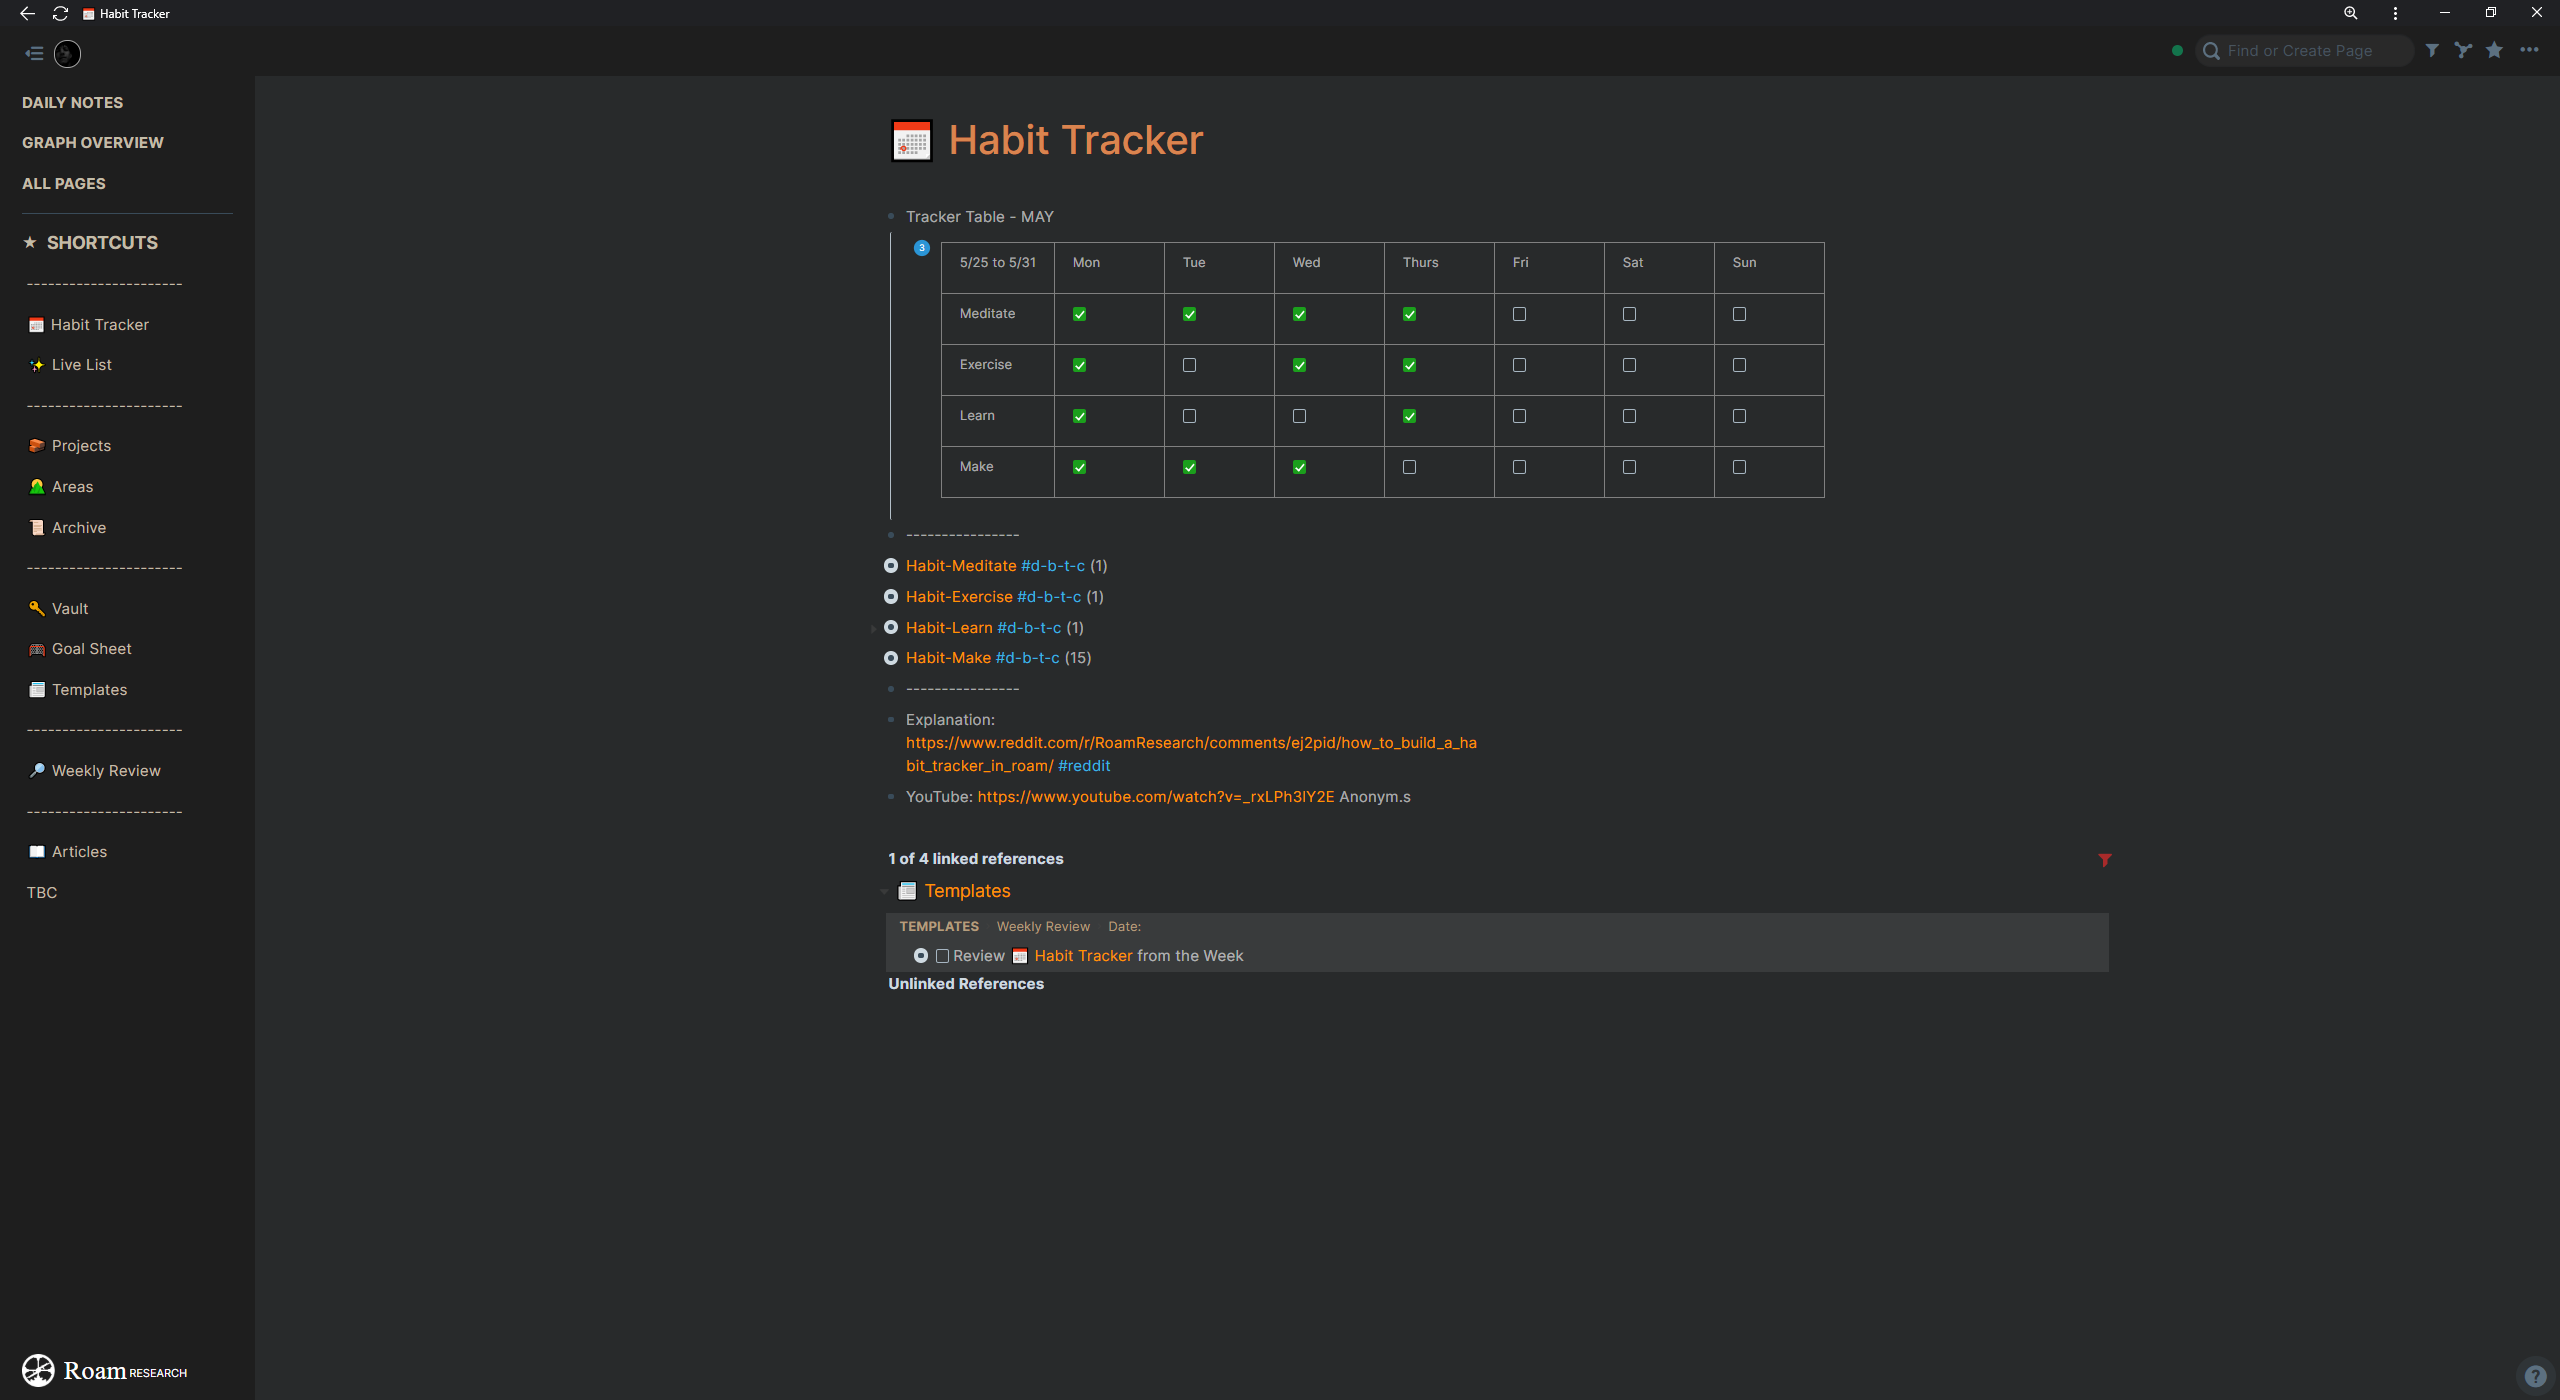 Habit Tracker
Find or Create Page
DAILY NOTES
GRAPH OVERVIEW
ALL PAGES
★ SHORTCUTS
----------------------
Habit Tracker
Live List
----------------------
Projects
Areas
Archive
----------------------
Vault
Goal Sheet
Templates
----------------------
Weekly Review
----------------------
Articles
TBC
Roam RESEARCH
Habit Tracker
Tracker Table - MAY
3
5/25 to 5/31 Mon Tue Wed Thurs Fri Sat Sun
Meditate
Exercise
Learn
Make
----------------
Habit-Meditate #d-b-t-c (1)
Habit-Exercise #d-b-t-c (1)
Habit-Learn #d-b-t-c (1)
Habit-Make #d-b-t-c (15)
----------------
Explanation:
https://www.reddit.com/r/RoamResearch/comments/ej2pid/how_to_build_a_ha
bit_tracker_in_roam/ #reddit
YouTube: https://www.youtube.com/watch?v=_rxLPh3lY2E Anonym.s
1 of 4 linked references
Templates
TEMPLATES Weekly Review Date:
Review Habit Tracker from the Week
Unlinked References
?